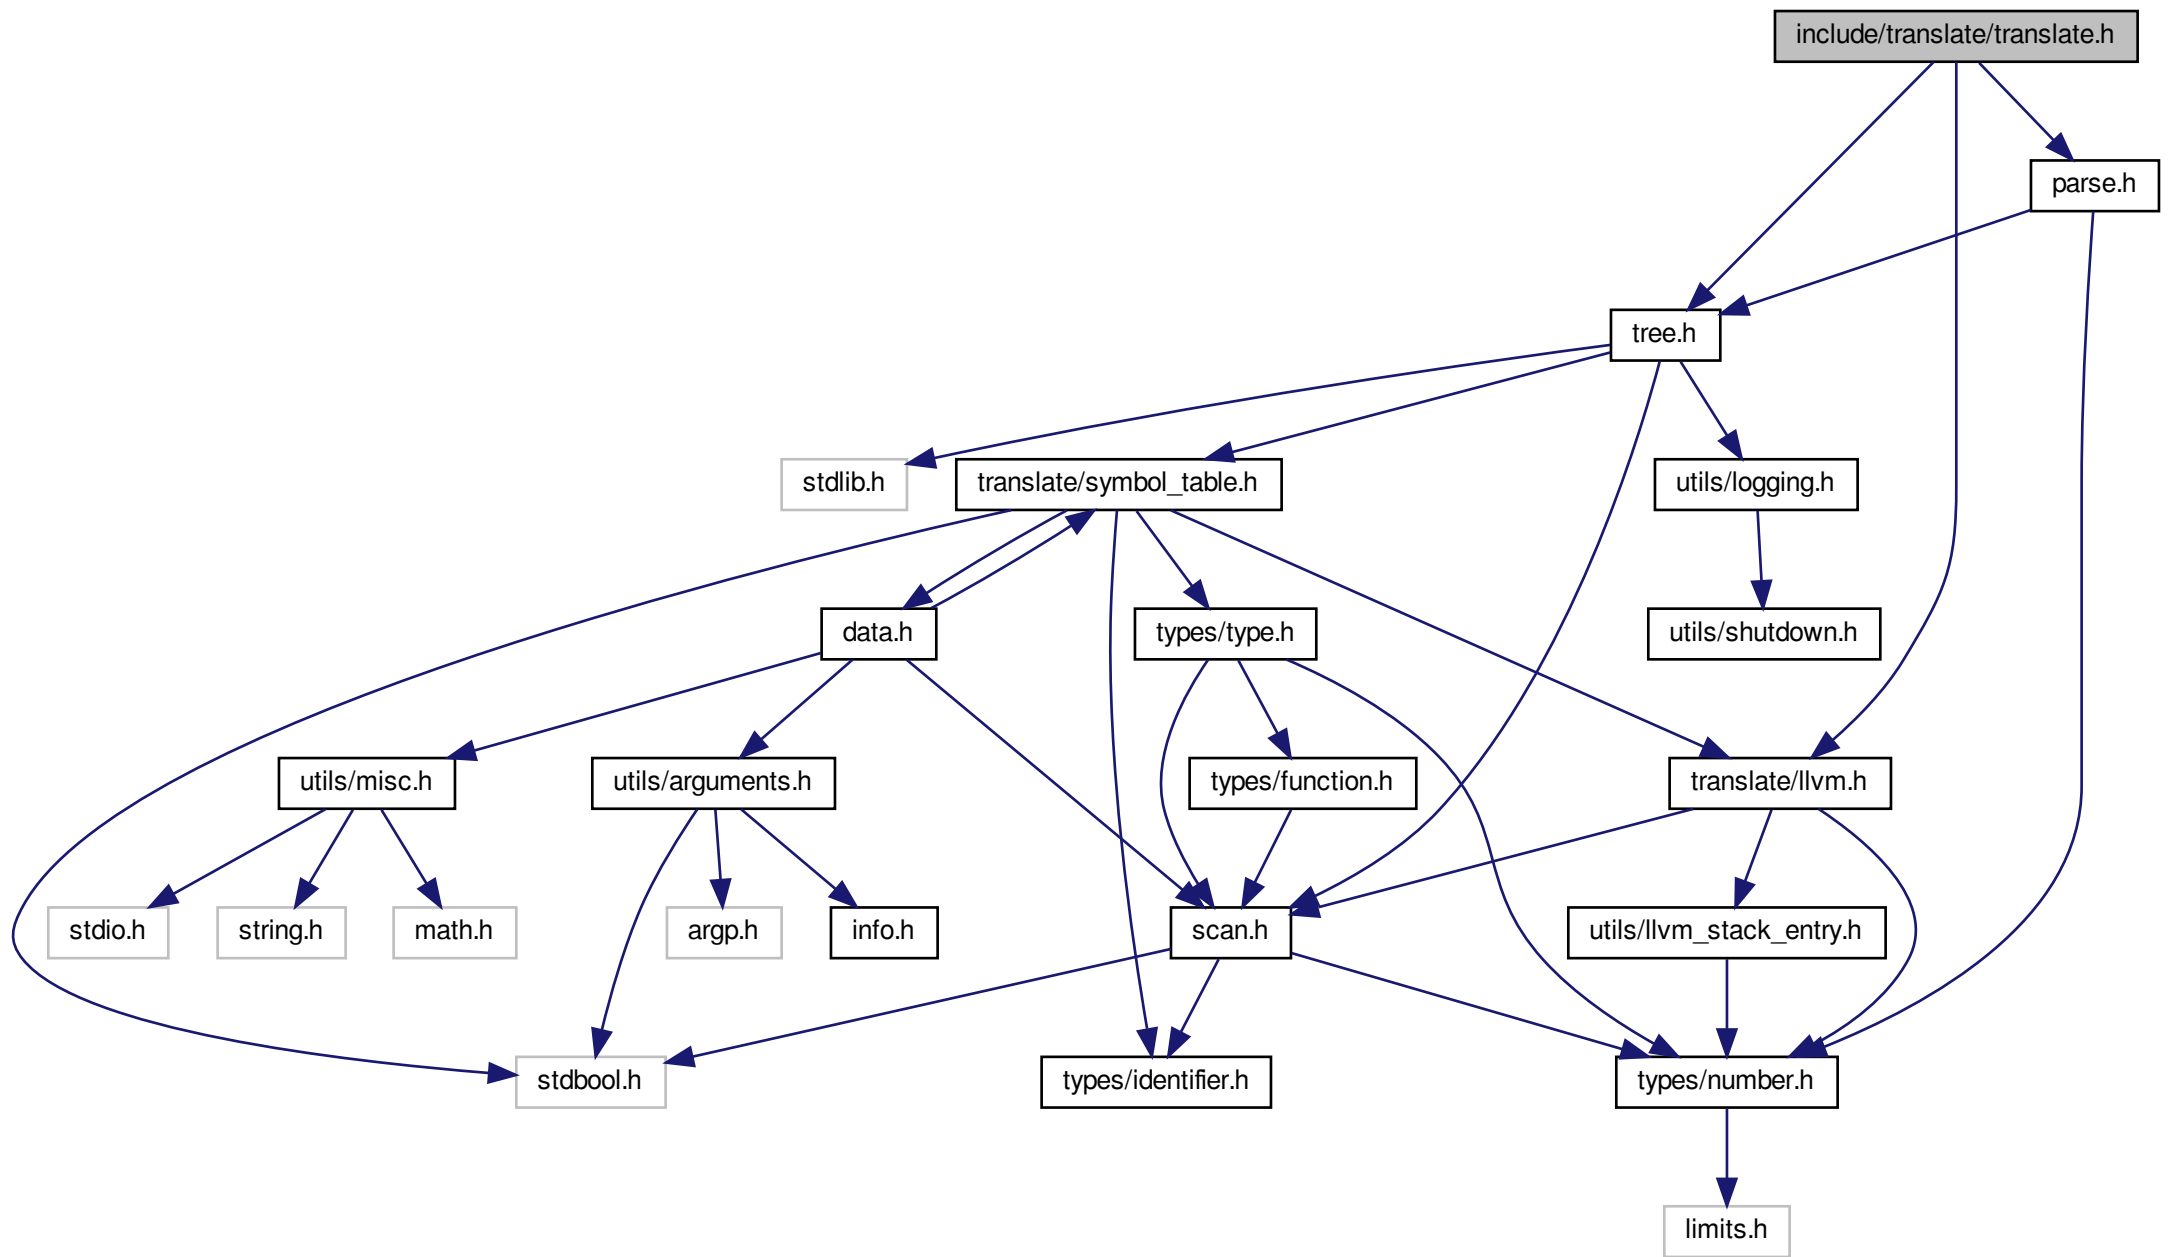 include/translate/translate.h
parse.h
tree.h
stdlib.h
translate/symbol_table.h
utils/logging.h
data.h
types/type.h
utils/shutdown.h
utils/misc.h
utils/arguments.h
types/function.h
translate/llvm.h
stdio.h
string.h
math.h
argp.h
info.h
scan.h
utils/llvm_stack_entry.h
stdbool.h
types/identifier.h
types/number.h
limits.h